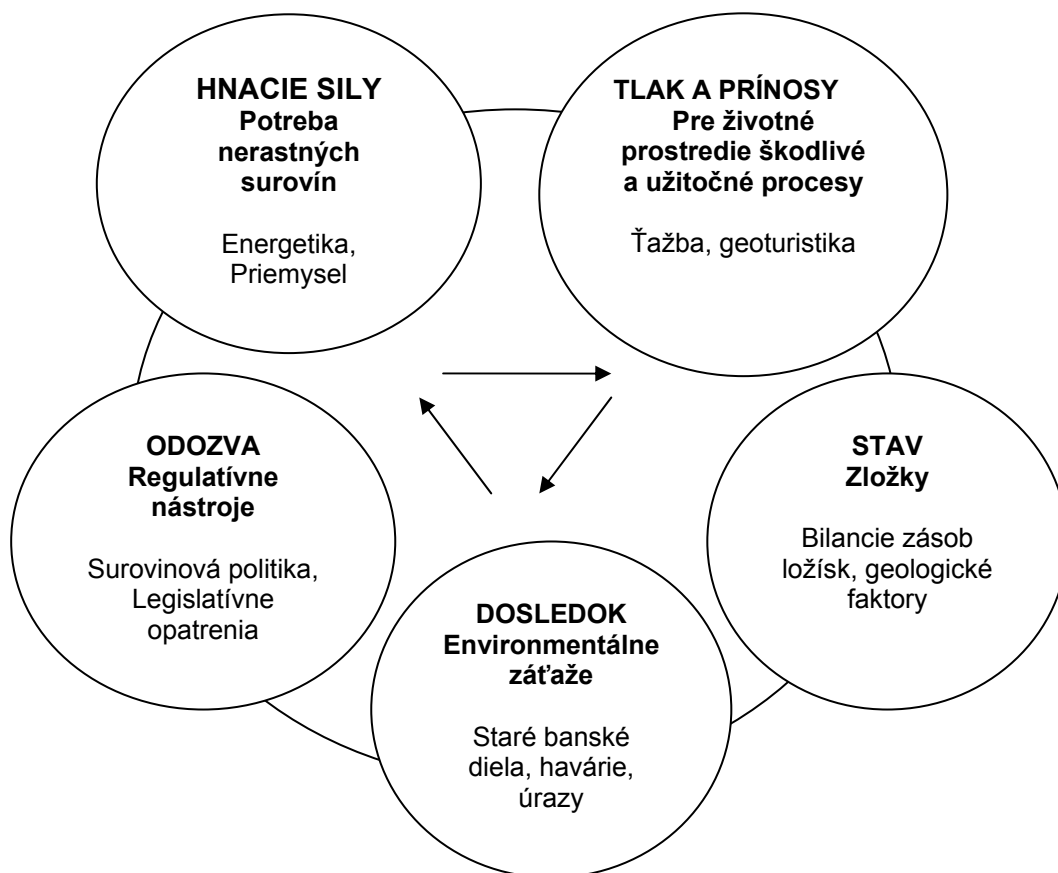 HNACIE SILY
Potreba
nerastných
surovín
Energetika,
Priemysel
TLAK A PRÍNOSY
Pre životné
prostredie škodlivé
a užitočné procesy
Ťažba, geoturistika
STAV
Zložky
Bilancie zásob
ložísk, geologické
faktory
DOSLEDOK
Environmentálne
záťaže
Staré banské
diela, havárie,
úrazy
ODOZVA
Regulatívne
nástroje
Surovinová politika,
Legislatívne
opatrenia